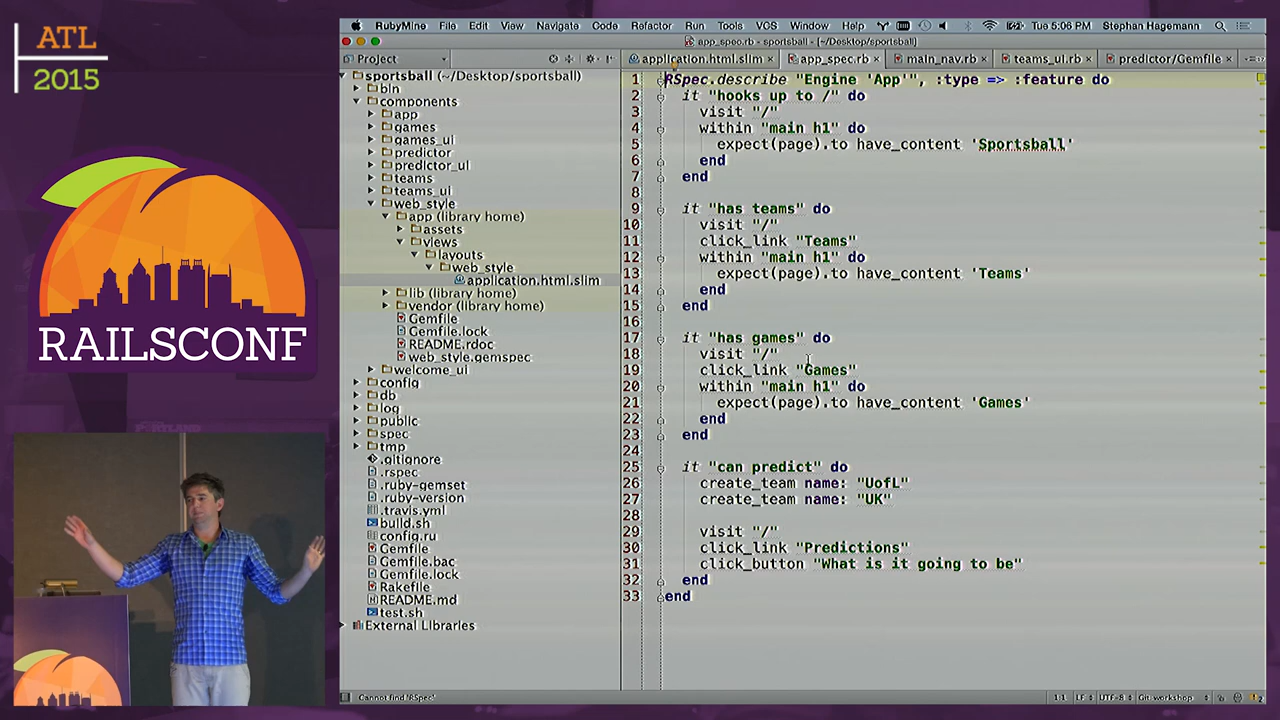 ATL
2015
RAILSCONF
RubyMine File Edit View Navigate Code Refactor Run Tools VCS Window Help Tue 5:06 PM Stephan Hagemann
app_spec.rb - sportsball - [~/Desktop/sportsball]
Project
application.html.slim app_spec.rb main_nav.rb teams_ui.rb predictor/Gemfile
sportsball (~/Desktop/sportsball)
bin
components
app
games
games_ui
predictor
predictor_ui
teams
teams_ui
web_style
app (library home)
assets
views
layouts
web_style
application.html.slim
lib (library home)
vendor (library home)
Gemfile
Gemfile.lock
README.rdoc
web_style.gemspec
welcome_ui
config
db
log
public
spec
tmp
.gitignore
.rspec
.ruby-gemset
.ruby-version
.travis.yml
build.sh
config.ru
Gemfile
Gemfile.bac
Gemfile.lock
Rakefile
README.md
test.sh
External Libraries
1 RSpec.describe "Engine 'App'", :type => :feature do
2 it "hooks up to /" do
3 visit "/"
4 within "main h1" do
5 expect(page).to have_content 'Sportsball'
6 end
7 end
8
9 it "has teams" do
10 visit "/"
11 click_link "Teams"
12 within "main h1" do
13 expect(page).to have_content 'Teams'
14 end
15 end
16
17 it "has games" do
18 visit "/"
19 click_link "Games"
20 within "main h1" do
21 expect(page).to have_content 'Games'
22 end
23 end
24
25 it "can predict" do
26 create_team name: "UofL"
27 create_team name: "UK"
28
29 visit "/"
30 click_link "Predictions"
31 click_button "What is it going to be"
32 end
33 end
Cannot find 'RSpec' 1:1 LF UTF-8 Git: workshop
RAILSCONF